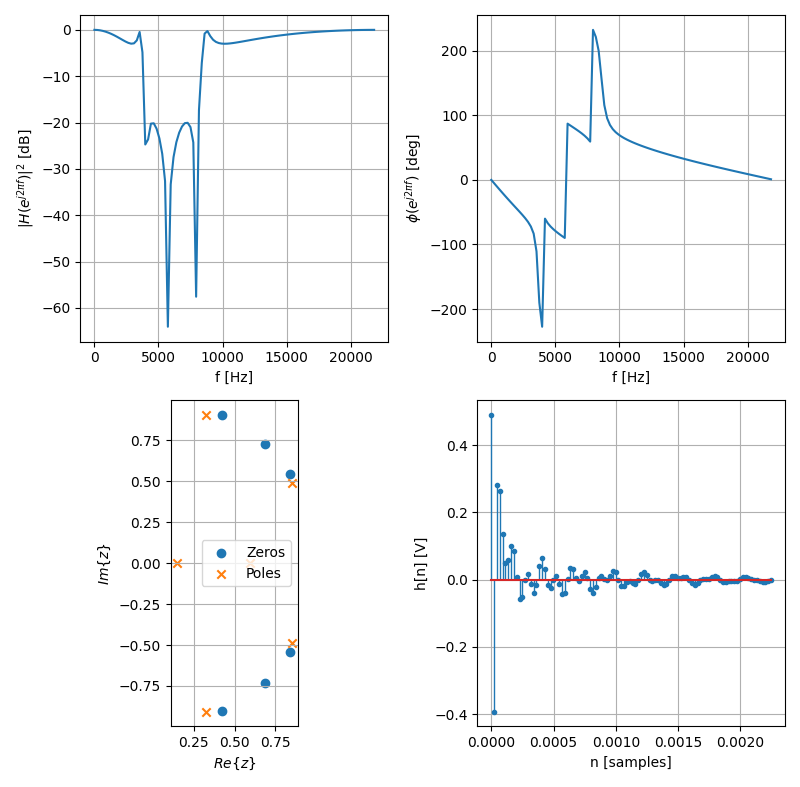 0
−10
−20
−30
−40
−50
−60
|H(e^{j2πf})|² [dB]
0 5000 10000 15000 20000
f [Hz]
200
100
0
−100
−200
ϕ(e^{j2πf}) [deg]
0 5000 10000 15000 20000
f [Hz]
0.75
0.50
0.25
0.00
−0.25
−0.50
−0.75
Im{z}
Zeros
Poles
0.25 0.50 0.75
Re{z}
0.4
0.2
0.0
−0.2
−0.4
h[n] [V]
0.0000 0.0005 0.0010 0.0015 0.0020
n [samples]